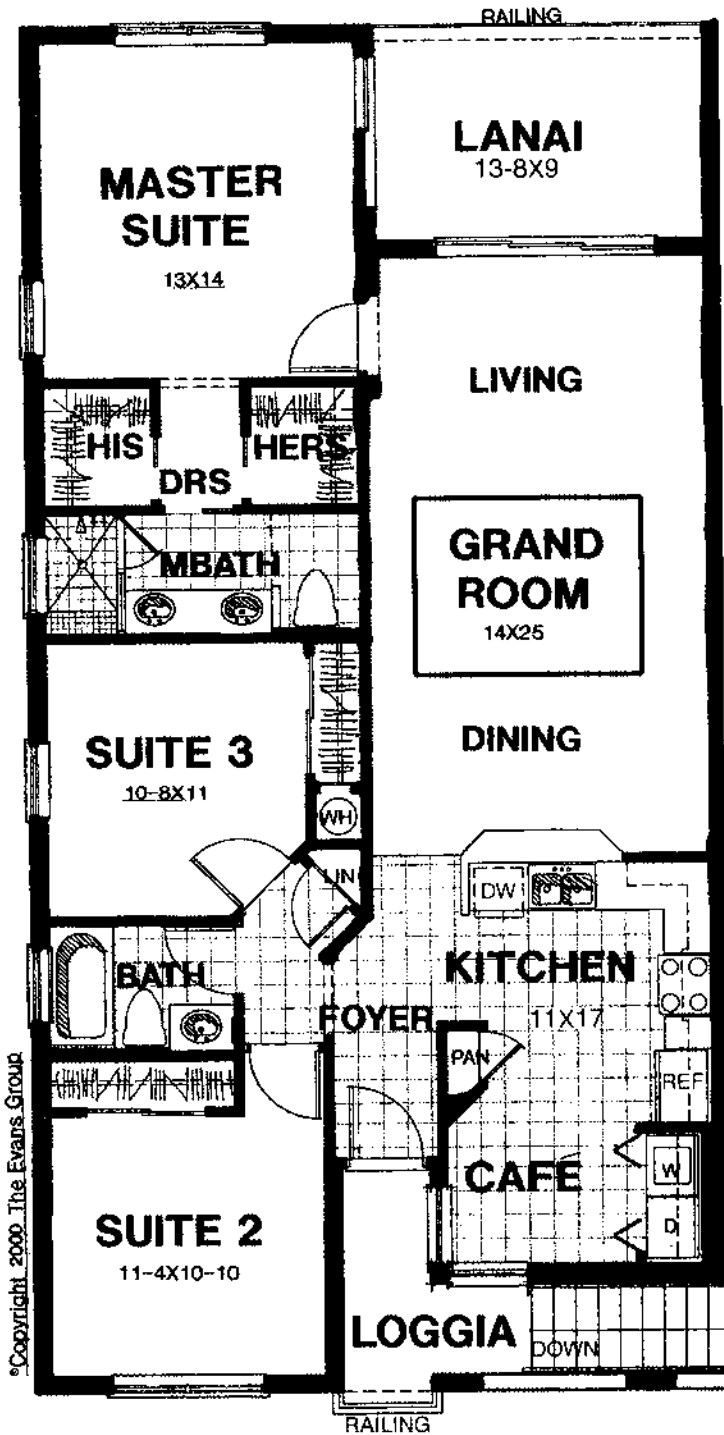 RAILING
LANAI
13-8X9
MASTER
SUITE
13X14
LIVING
HIS
HERS
DRS
MBATH
GRAND
ROOM
14X25
SUITE 3
10-8X11
DINING
WH
LIN
DW
BATH
KITCHEN
11X17
FOYER
PAN
REF
CAFE
W
D
SUITE 2
11-4X10-10
LOGGIA
DOWN
RAILING
©Copyright 2000 The Evans Group